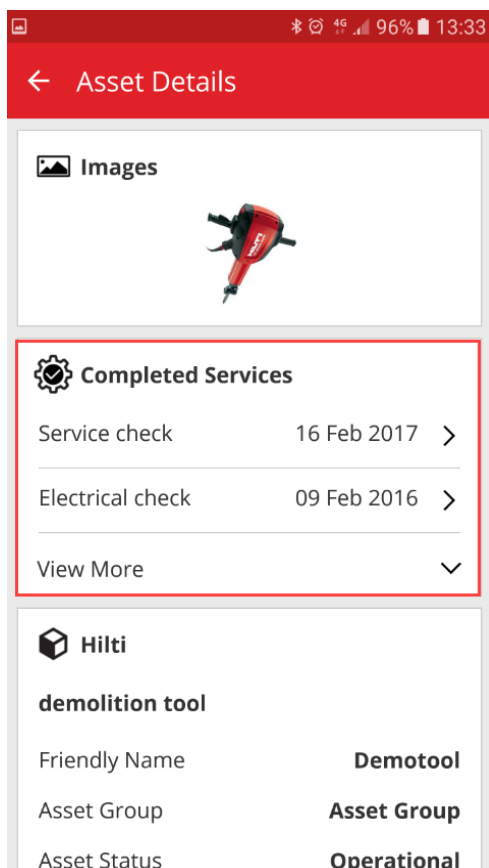 4G 96% 13:33
Asset Details
Images
HILTI
Completed Services
Service check 16 Feb 2017
Electrical check 09 Feb 2016
View More
Hilti
demolition tool
Friendly Name Demotool
Asset Group Asset Group
Asset Status Operational